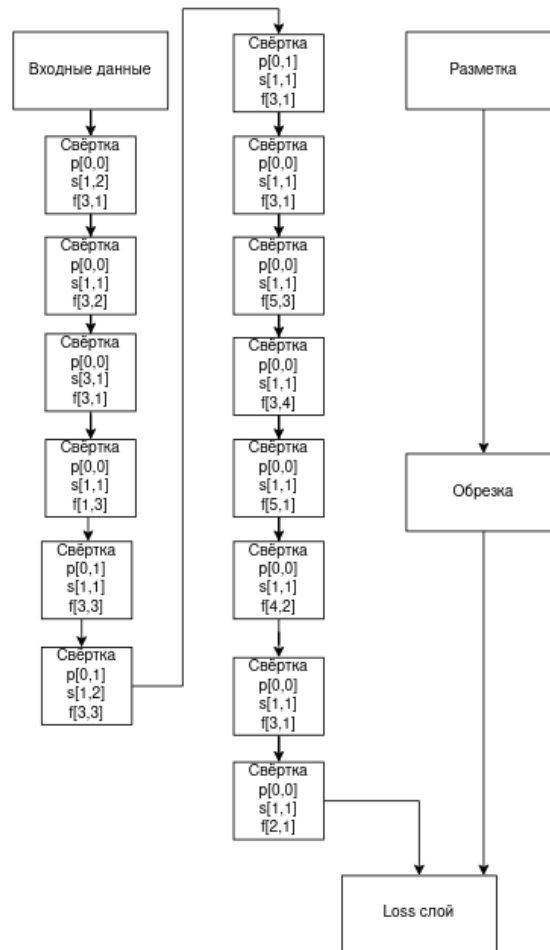 Входные данные
Свёртка
p[0,0]
s[1,2]
f[3,1]
Свёртка
p[0,0]
s[1,1]
f[3,2]
Свёртка
p[0,0]
s[3,1]
f[3,1]
Свёртка
p[0,0]
s[1,1]
f[1,3]
Свёртка
p[0,1]
s[1,1]
f[3,3]
Свёртка
p[0,1]
s[1,2]
f[3,3]
Свёртка
p[0,1]
s[1,1]
f[3,1]
Свёртка
p[0,0]
s[1,1]
f[3,1]
Свёртка
p[0,0]
s[1,1]
f[5,3]
Свёртка
p[0,0]
s[1,1]
f[3,4]
Свёртка
p[0,0]
s[1,1]
f[5,1]
Свёртка
p[0,0]
s[1,1]
f[4,2]
Свёртка
p[0,0]
s[1,1]
f[3,1]
Свёртка
p[0,0]
s[1,1]
f[2,1]
Разметка
Обрезка
Loss слой